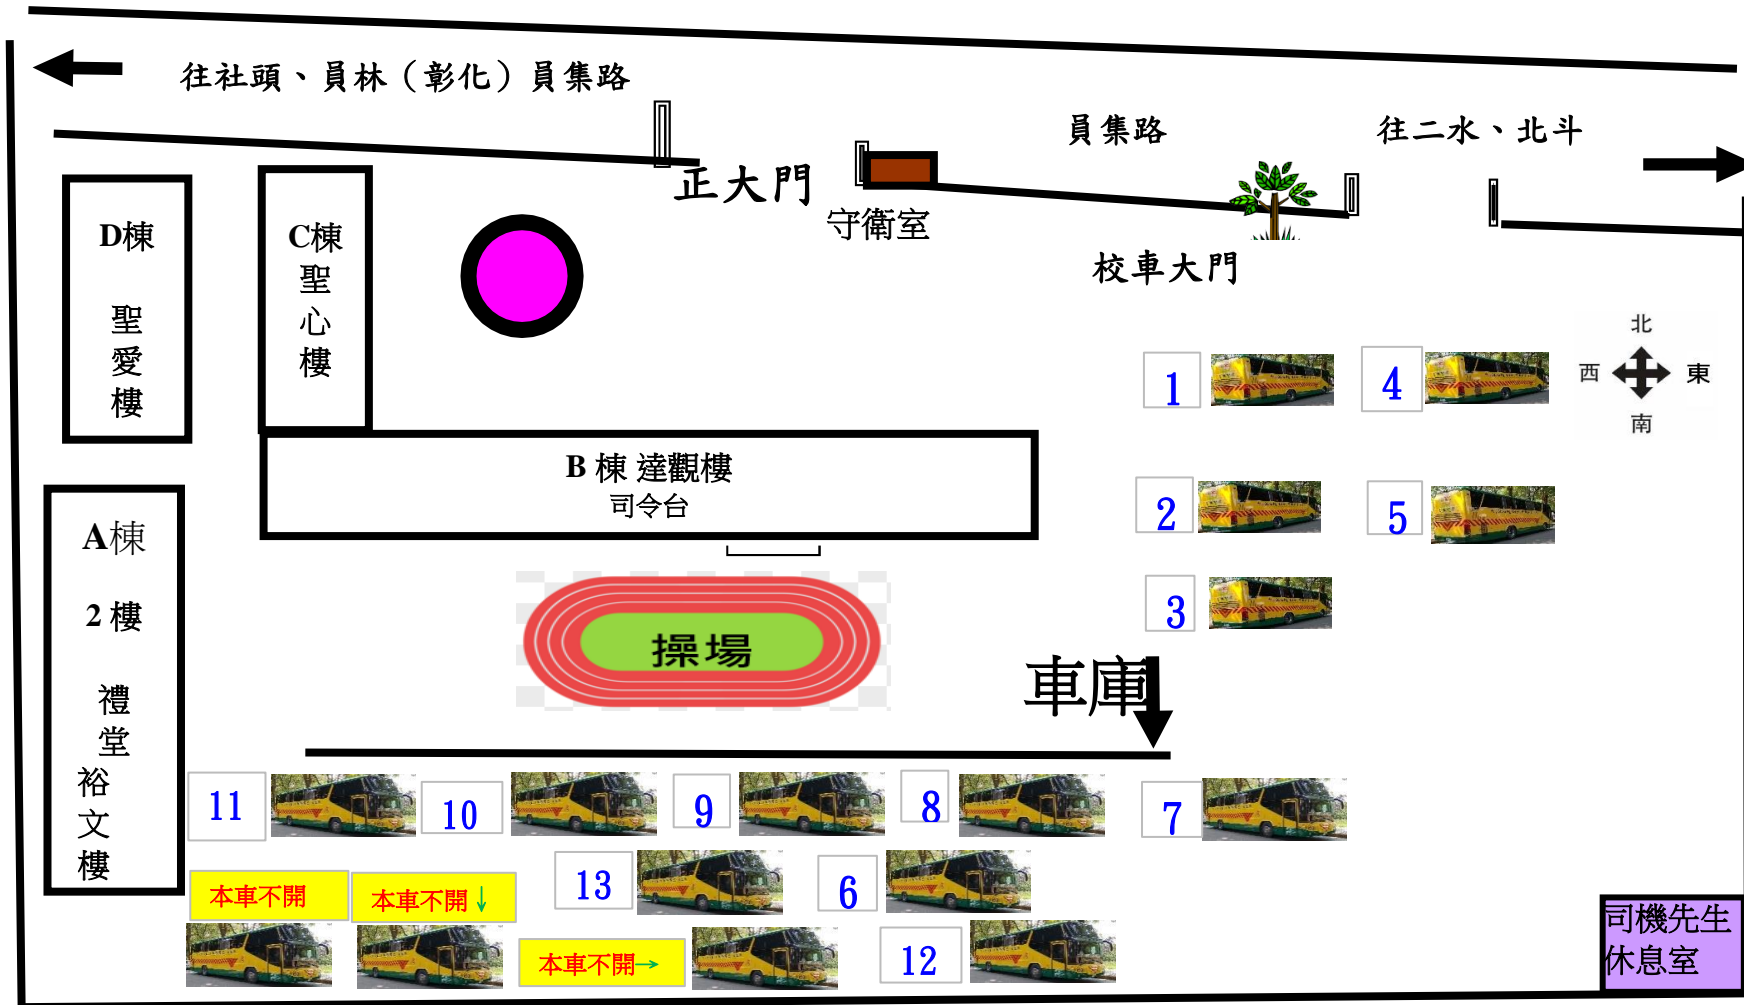 往社頭、員林（彰化）員集路
員集路
往二水、北斗
正大門
守衛室
校車大門
D棟
聖
愛
樓
C棟
聖
心
樓
北
西
東
南
1
4
B 棟 達觀樓
司令台
2
5
A棟
2 樓
禮
堂
裕
文
樓
3
操場
車庫
11
10
9
8
7
13
6
本車不開
本車不開↓
本車不開→
12
司機先生
休息室